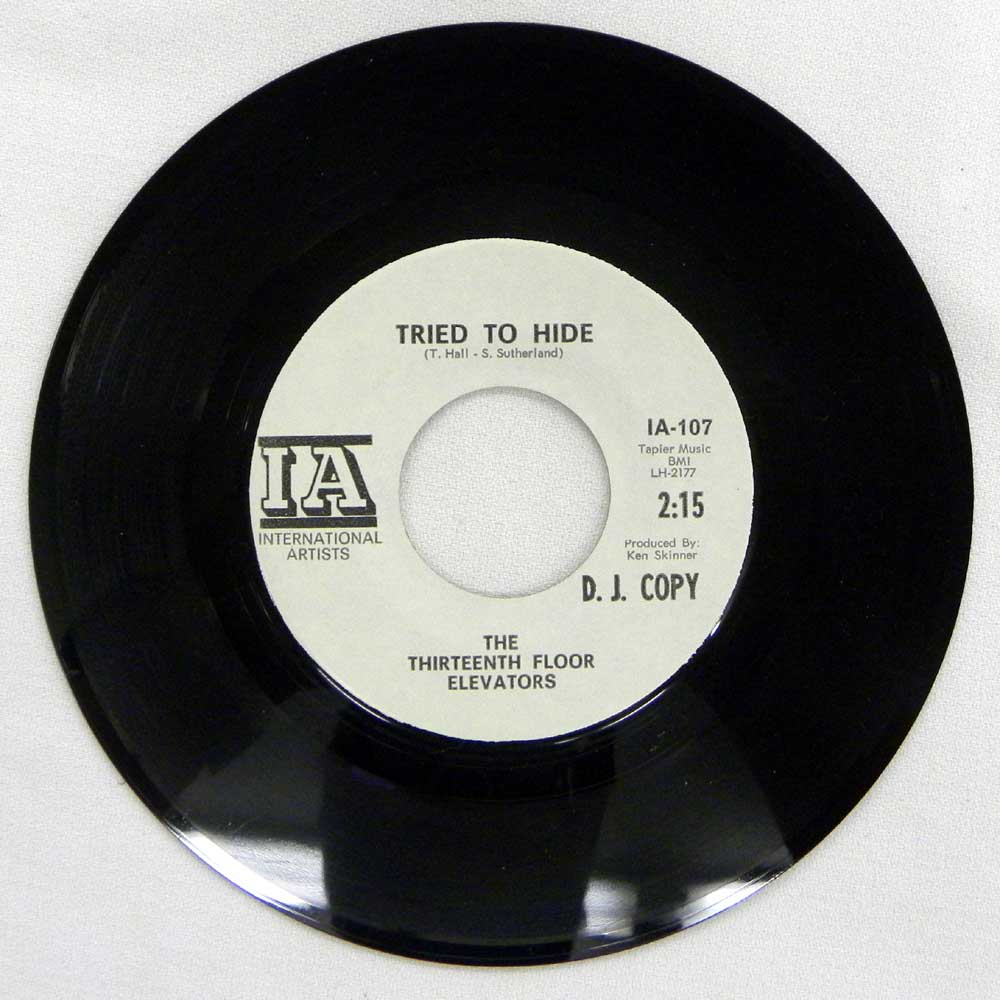 TRIED TO HIDE
(T. Hall - S. Sutherland)
IA
INTERNATIONAL
ARTISTS
IA-107
Tapier Music
BMI
LH-2177
2:15
Produced By:
Ken Skinner
D. J. COPY
THE
THIRTEENTH FLOOR
ELEVATORS